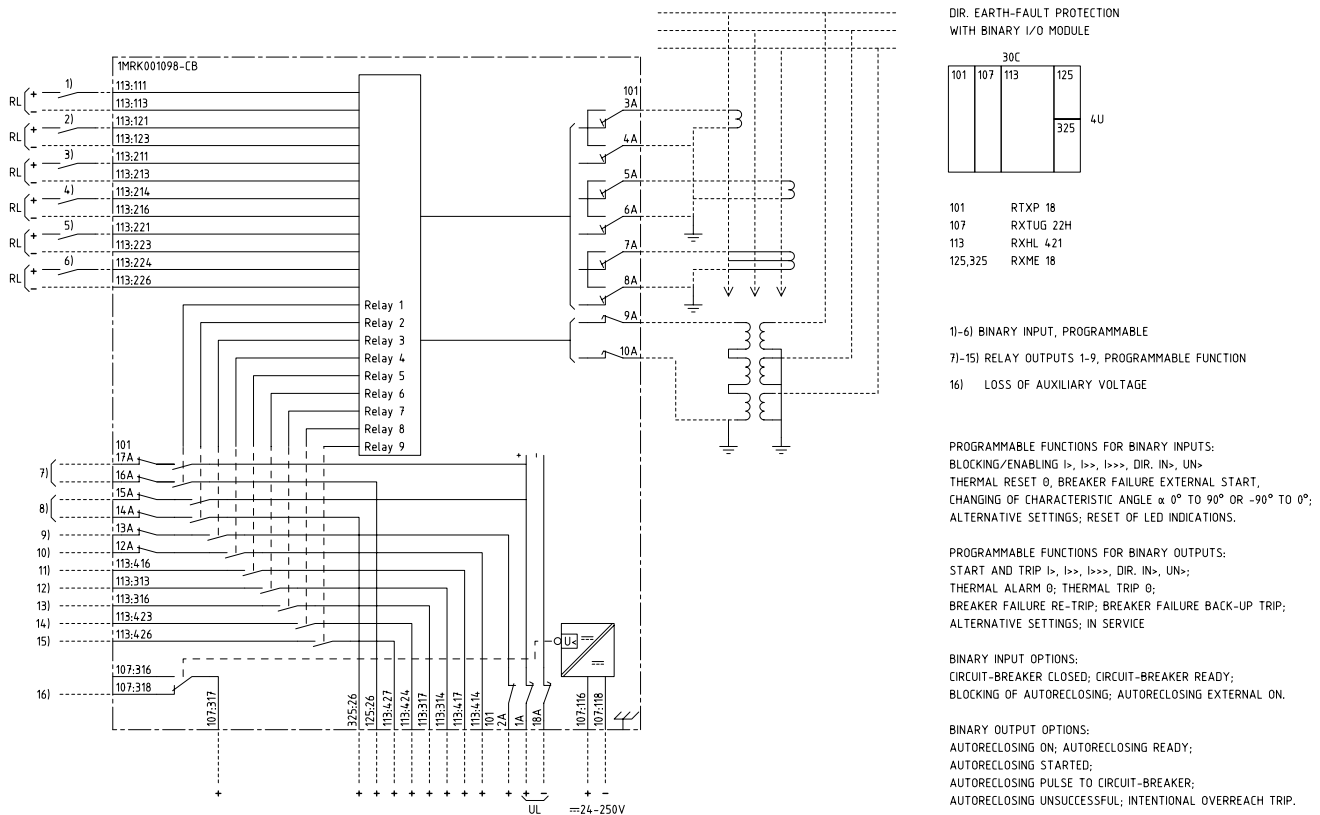 1MRK001098-CB
RL + - 1) 113:111
113:113
RL + - 2) 113:121
113:123
RL + - 3) 113:211
113:213
RL + - 4) 113:214
113:216
RL + - 5) 113:221
113:223
RL + - 6) 113:224
113:226
Relay 1
Relay 2
Relay 3
Relay 4
Relay 5
Relay 6
Relay 7
Relay 8
Relay 9
101
3A
4A
5A
6A
7A
8A
9A
10A
101
7) 17A
16A
8) 15A
14A
9) 13A
10) 12A
11) 113:416
12) 113:313
13) 113:316
14) 113:423
15) 113:426
107:316
16) 107:318
107:317
325:26
125:26
113:427
113:424
113:317
113:314
113:417
113:414
101
2A
1A
18A
107:116
107:118
+ -
U<
+ + + + + + + + + + + - + -
UL
24-250V
DIR. EARTH-FAULT PROTECTION
WITH BINARY I/O MODULE
30C
101 107 113 125
325
4U
101 RTXP 18
107 RXTUG 22H
113 RXHL 421
125,325 RXME 18
1)-6) BINARY INPUT, PROGRAMMABLE
7)-15) RELAY OUTPUTS 1-9, PROGRAMMABLE FUNCTION
16) LOSS OF AUXILIARY VOLTAGE
PROGRAMMABLE FUNCTIONS FOR BINARY INPUTS:
BLOCKING/ENABLING I>, I>>, I>>>, DIR. IN>, UN>
THERMAL RESET θ, BREAKER FAILURE EXTERNAL START,
CHANGING OF CHARACTERISTIC ANGLE α 0° TO 90° OR -90° TO 0°;
ALTERNATIVE SETTINGS; RESET OF LED INDICATIONS.
PROGRAMMABLE FUNCTIONS FOR BINARY OUTPUTS:
START AND TRIP I>, I>>, I>>>, DIR. IN>, UN>;
THERMAL ALARM θ; THERMAL TRIP θ;
BREAKER FAILURE RE-TRIP; BREAKER FAILURE BACK-UP TRIP;
ALTERNATIVE SETTINGS; IN SERVICE
BINARY INPUT OPTIONS:
CIRCUIT-BREAKER CLOSED; CIRCUIT-BREAKER READY;
BLOCKING OF AUTORECLOSING; AUTORECLOSING EXTERNAL ON.
BINARY OUTPUT OPTIONS:
AUTORECLOSING ON; AUTORECLOSING READY;
AUTORECLOSING STARTED;
AUTORECLOSING PULSE TO CIRCUIT-BREAKER;
AUTORECLOSING UNSUCCESSFUL; INTENTIONAL OVERREACH TRIP.